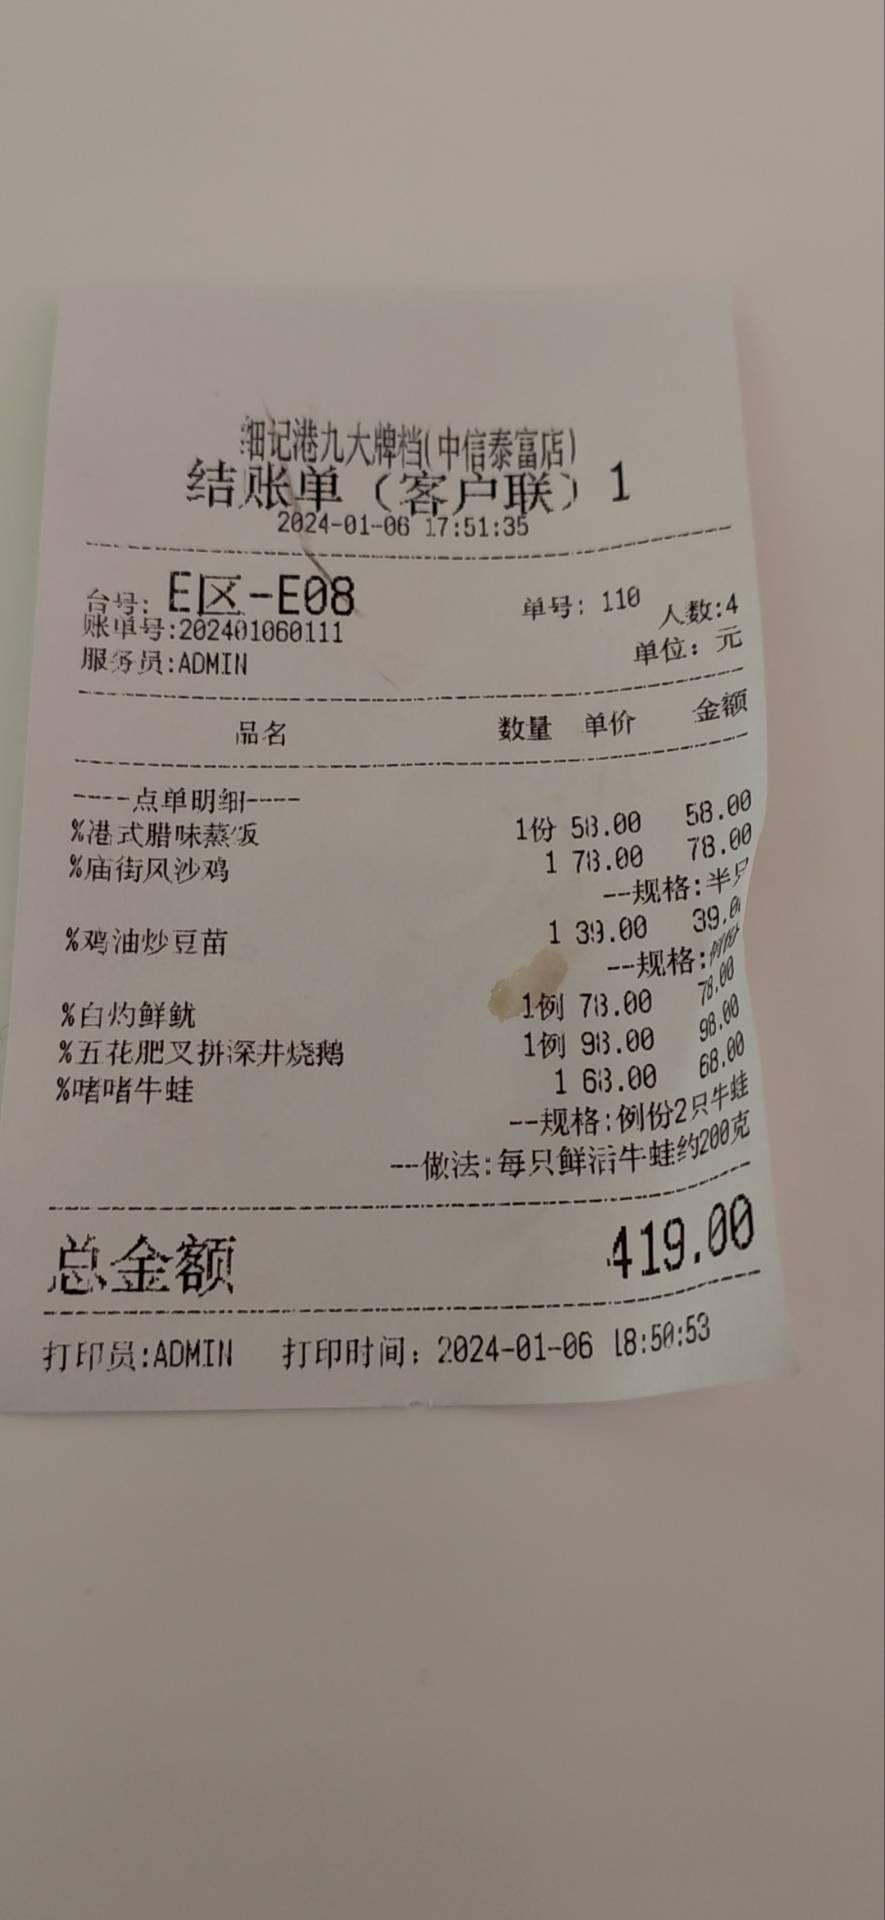 细记港九大牌档(中信泰富店)
结账单（客户联）1
2024-01-06 17:51:35
台号: E区-E08 单号: 110 人数:4
账单号:202401060111
服务员:ADMIN 单位: 元
品名 数量 单价 金额
----点单明细----
%港式腊味蒸饭 1份 58.00 58.00
%庙街风沙鸡 1 78.00 78.00
--规格:半只
%鸡油炒豆苗 1 39.00 39.00
--规格:例份
%白灼鲜鱿 1例 78.00 78.00
%五花肥叉拼深井烧鹅 1例 98.00 98.00
%啫啫牛蛙 1 68.00 68.00
--规格:例份2只牛蛙
---做法:每只鲜活牛蛙约200克
总金额 419.00
打印员:ADMIN 打印时间: 2024-01-06 18:50:53